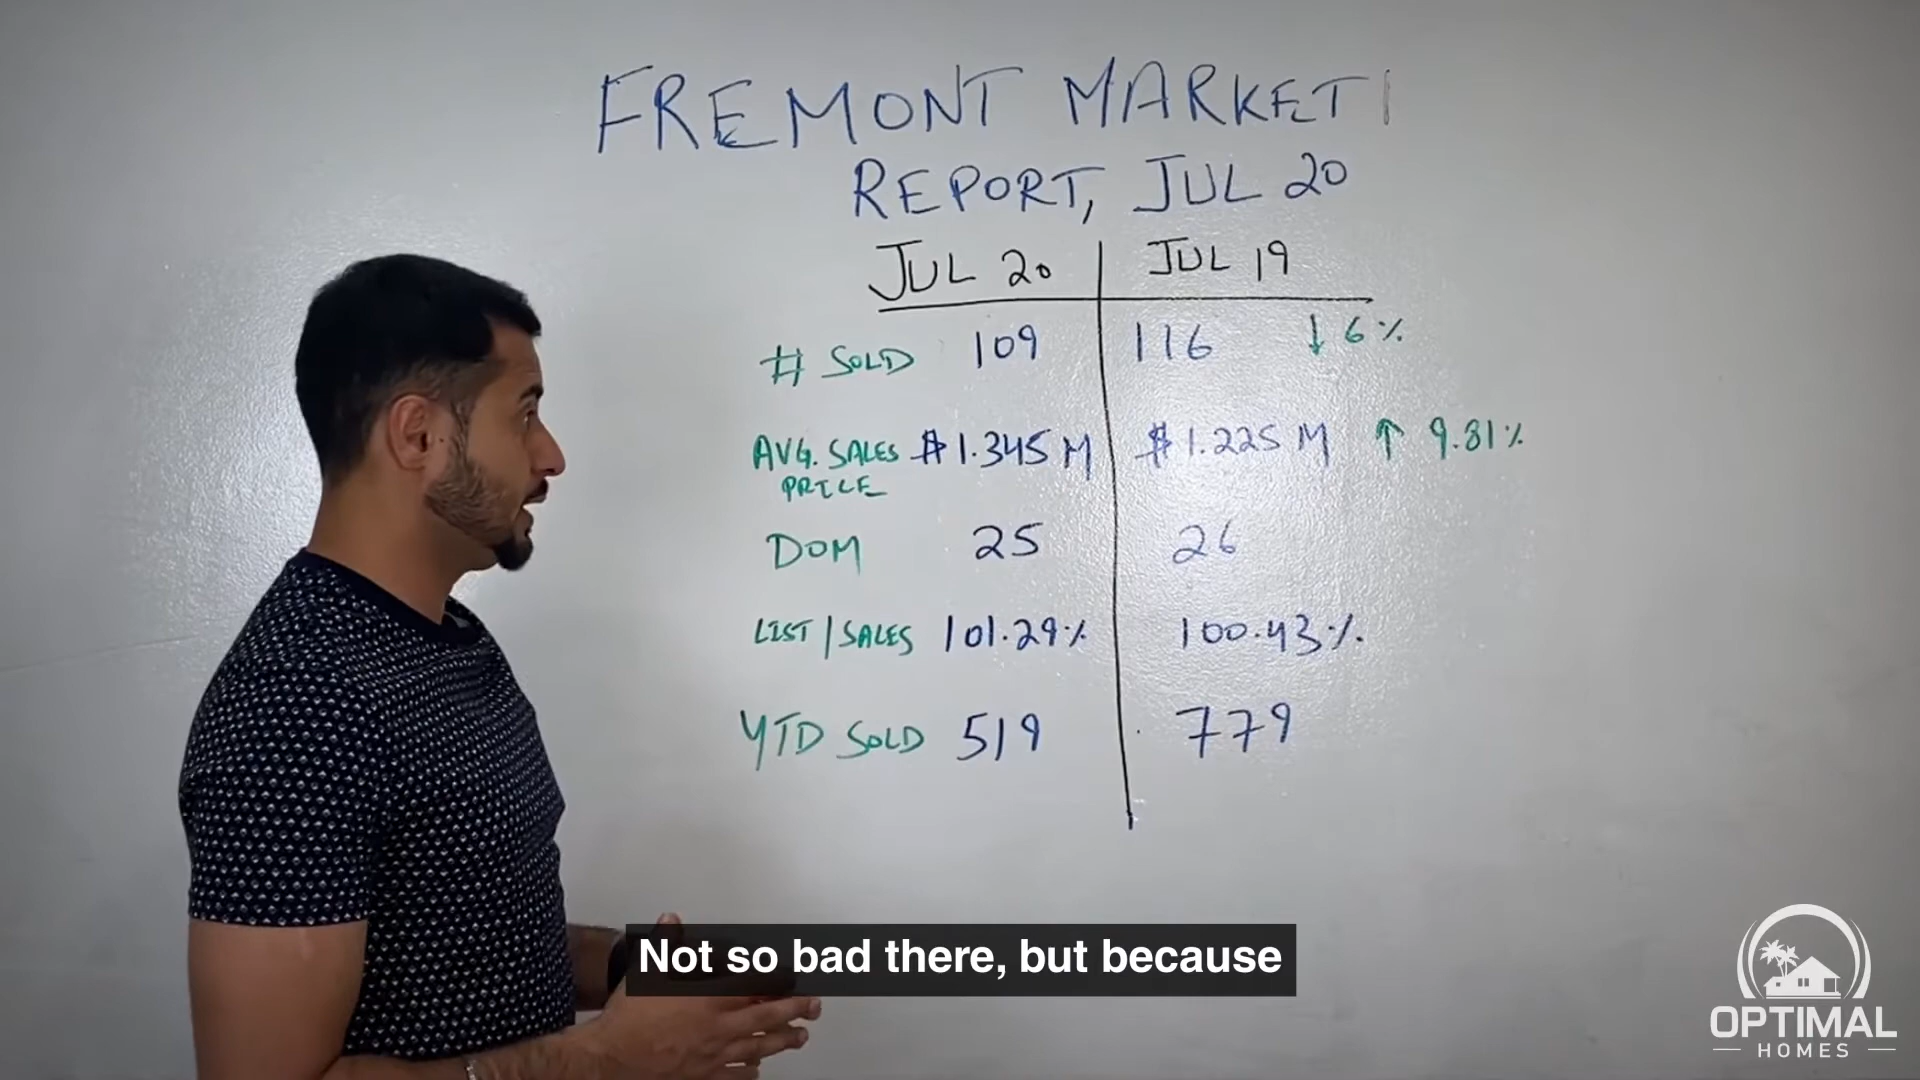 FREMONT MARKET
REPORT, JUL 20
JUL 20 JUL 19
# SOLD 109 116 ↓ 6%
AVG. SALES PRICE $1.345 M $1.225 M ↑ 9.81%
DOM 25 26
LIST/SALES 101.29% 100.43%
YTD SOLD 519 779
Not so bad there, but because
OPTIMAL
HOMES